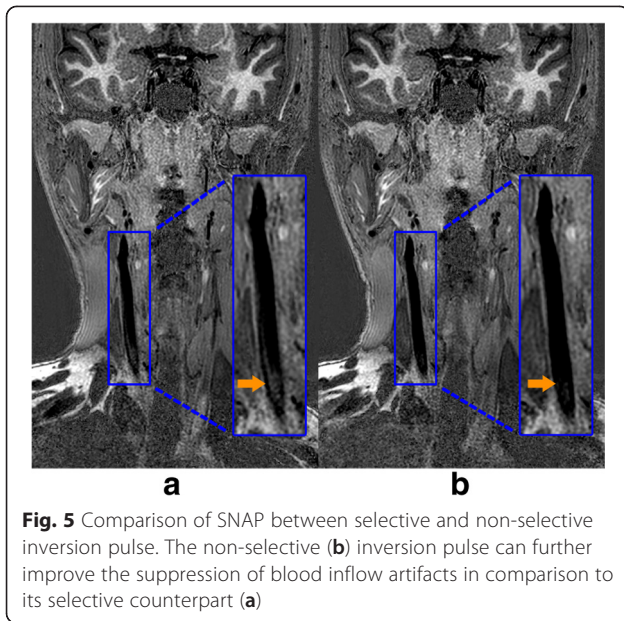 a
b
Fig. 5 Comparison of SNAP between selective and non-selective
inversion pulse. The non-selective (b) inversion pulse can further
improve the suppression of blood inflow artifacts in comparison to
its selective counterpart (a)